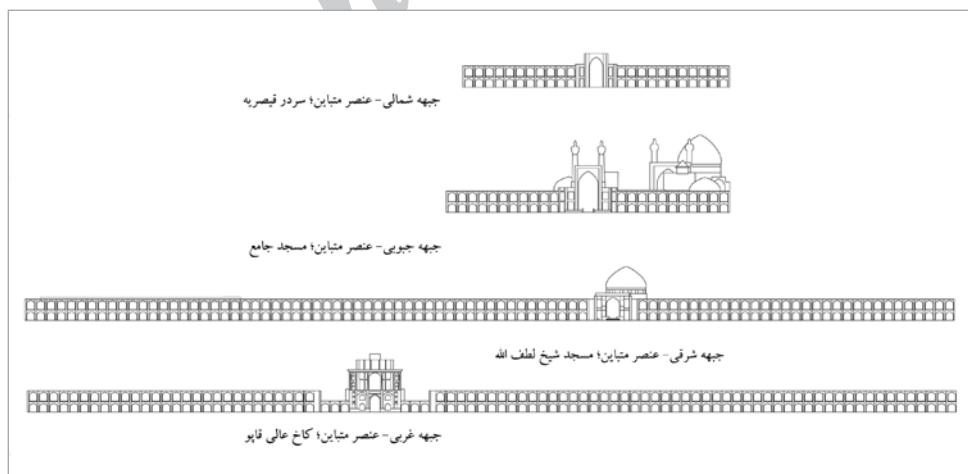 جبهه شمالی- عنصر متباین؛ سردر قیصریه
جبهه جبوبی- عنصر متباین؛ مسجد جامع
جبهه شرقی- عنصر متباین؛ مسجد شیخ لطف الله
جبهه غربی- عنصر متباین؛ کاخ عالی قاپو